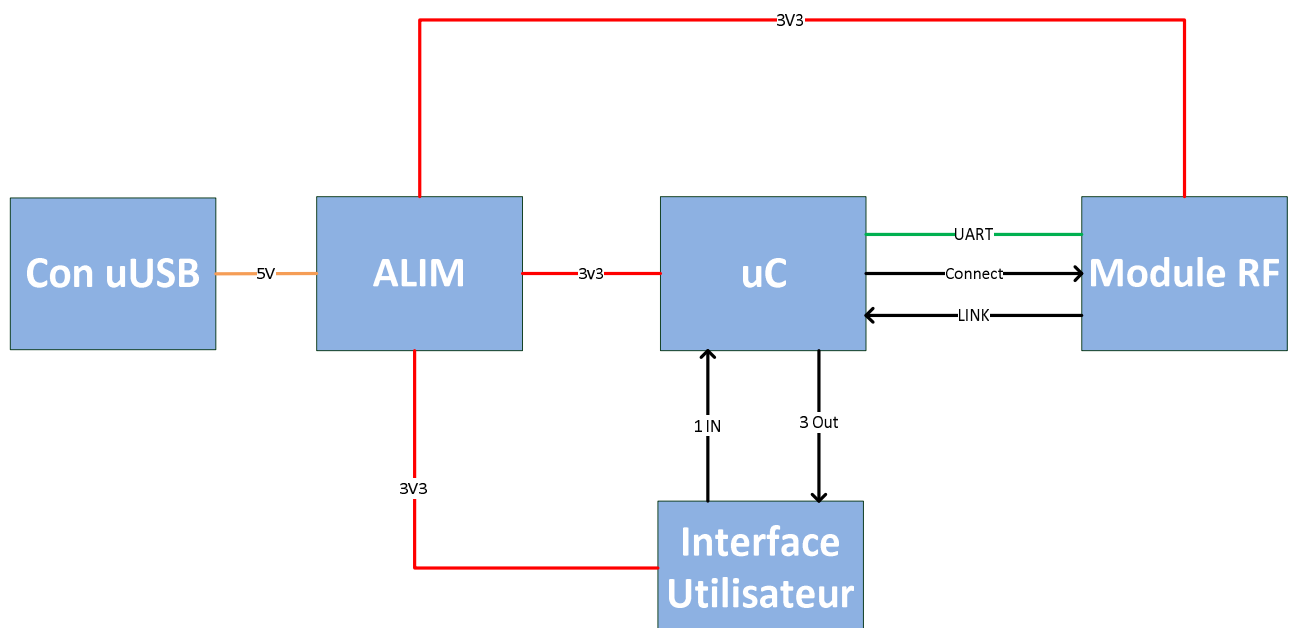 3V3
Con uUSB
5V
ALIM
3v3
uC
UART
Connect
LINK
Module RF
1 IN
3 Out
3V3
Interface
Utilisateur